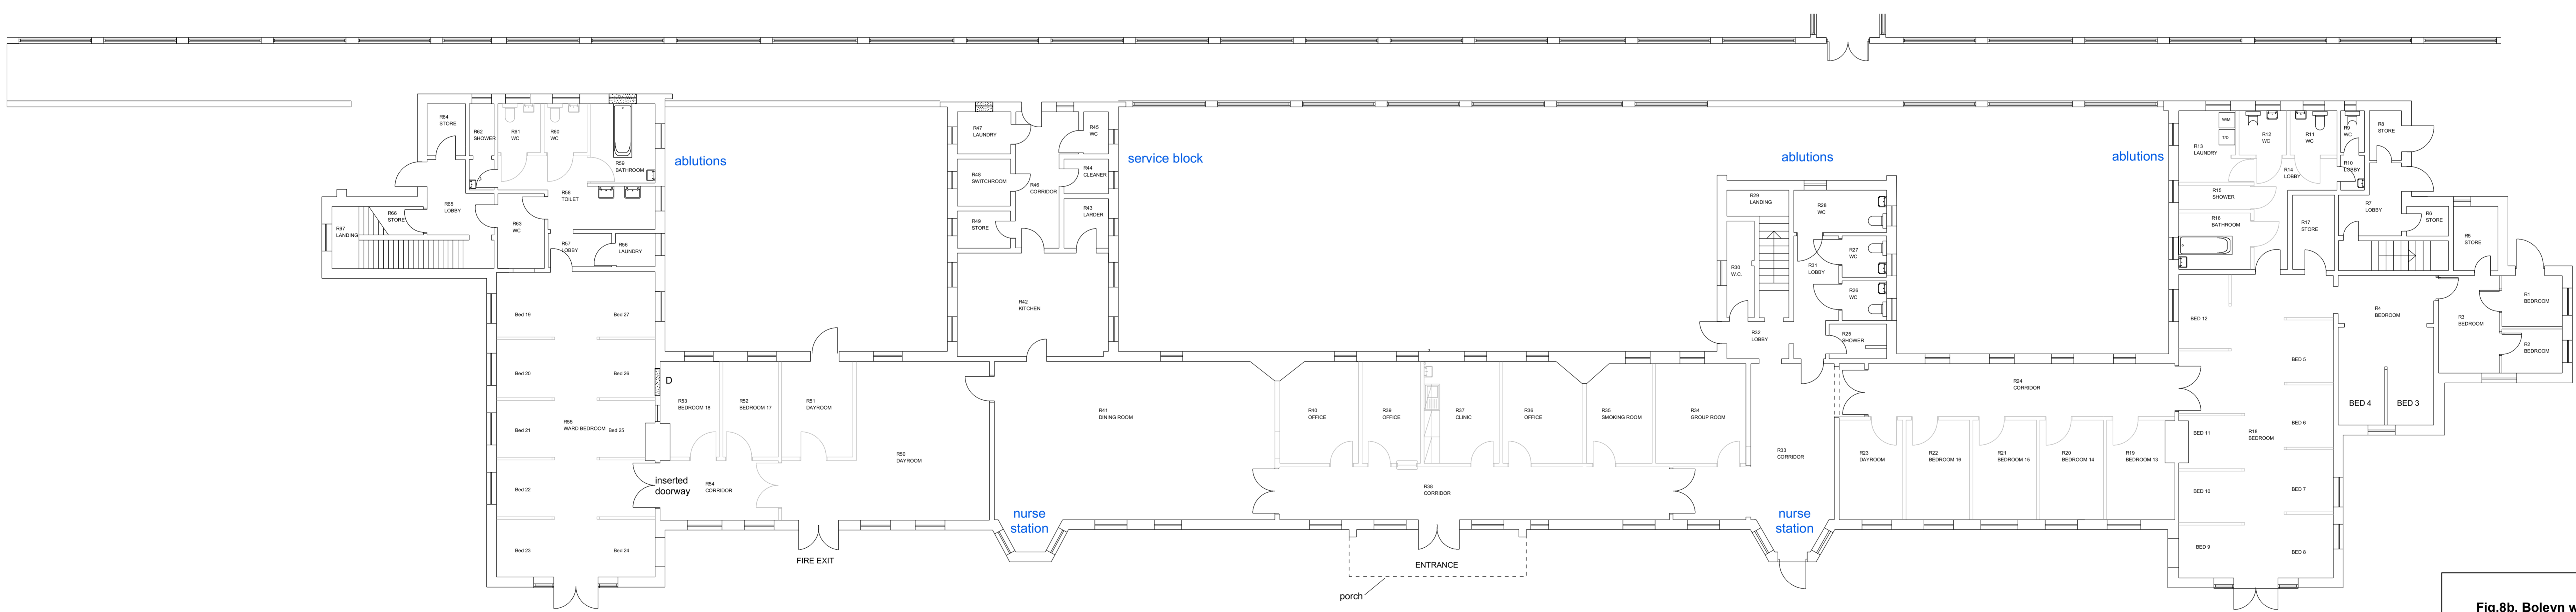 R64
STORE
R62
SHOWER
R61
WC
R60
WC
R59
BATHROOM
R58
TOILET
R65
LOBBY
R66
STORE
R67
LANDING
R63
WC
R57
LOBBY
R56
LAUNDRY
ablutions
R47
LAUNDRY
R45
WC
R48
SWITCHROOM
R46
CORRIDOR
R44
CLEANER
R49
STORE
R43
LARDER
R42
KITCHEN
service block
ablutions
R29
LANDING
R28
WC
R27
WC
R30
W.C.
R31
LOBBY
R26
WC
R32
LOBBY
R25
SHOWER
ablutions
W/M
T/D
R13
LAUNDRY
R12
WC
R11
WC
R9
WC
R8
STORE
R10
LOBBY
R14
LOBBY
R15
SHOWER
R16
BATHROOM
R17
STORE
R7
LOBBY
R6
STORE
R5
STORE
R1
BEDROOM
R4
BEDROOM
R3
BEDROOM
R2
BEDROOM
BED 4
BED 3
Bed 19
Bed 27
Bed 20
Bed 26
Bed 21
R55
WARD BEDROOM
Bed 25
Bed 22
Bed 23
Bed 24
D
R53
BEDROOM 18
R52
BEDROOM 17
R51
DAYROOM
R50
DAYROOM
inserted
doorway
R54
CORRIDOR
FIRE EXIT
R41
DINING ROOM
nurse
station
R40
OFFICE
R39
OFFICE
R37
CLINIC
R36
OFFICE
R35
SMOKING ROOM
R34
GROUP ROOM
R38
CORRIDOR
ENTRANCE
porch
R33
CORRIDOR
nurse
station
R24
CORRIDOR
R23
DAYROOM
R22
BEDROOM 16
R21
BEDROOM 15
R20
BEDROOM 14
R19
BEDROOM 13
BED 12
BED 5
BED 11
R18
BEDROOM
BED 6
BED 10
BED 7
BED 9
BED 8
Fig.8b. Boleyn w